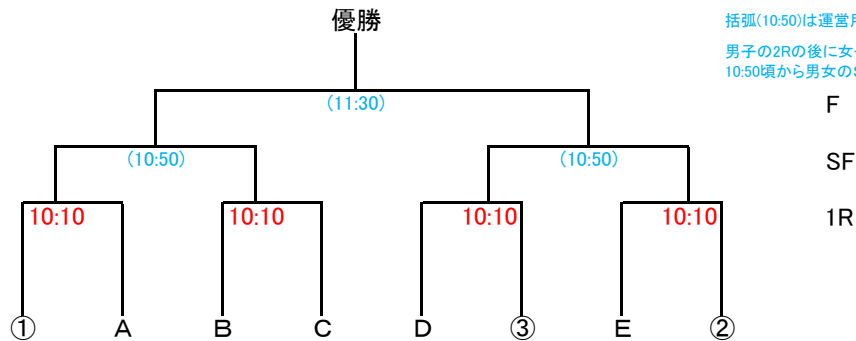 優勝
括弧(10:50)は運営
男子の2Rの後に女
10:50頃から男女の
(11:30)
F
(10:50) (10:50)
SF
10:10 10:10 10:10 10:10
1R
① A B C D ③ E ②